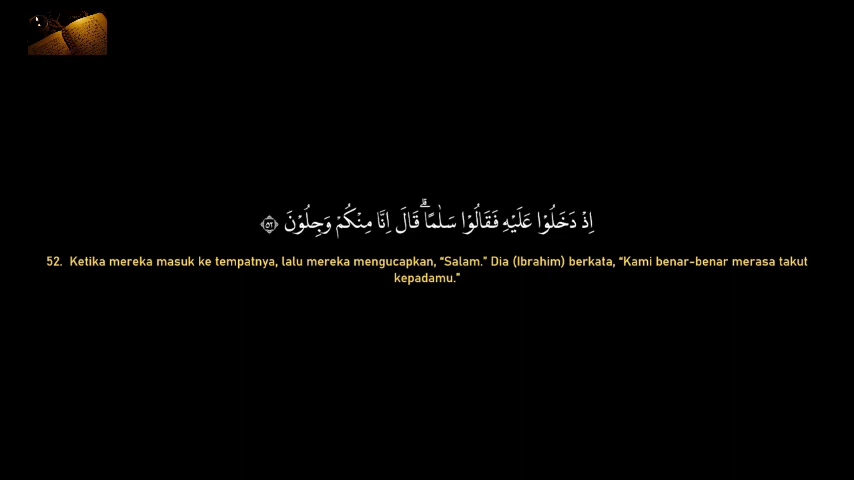 اِذْ دَخَلُوْا عَلَيْهِ فَقَالُوْا سَلٰمًاۗ قَالَ اِنَّا مِنْكُمْ وَجِلُوْنَ ۝٥٢
52. Ketika mereka masuk ke tempatnya, lalu mereka mengucapkan, “Salam.” Dia (Ibrahim) berkata, “Kami benar-benar merasa takut
kepadamu.”